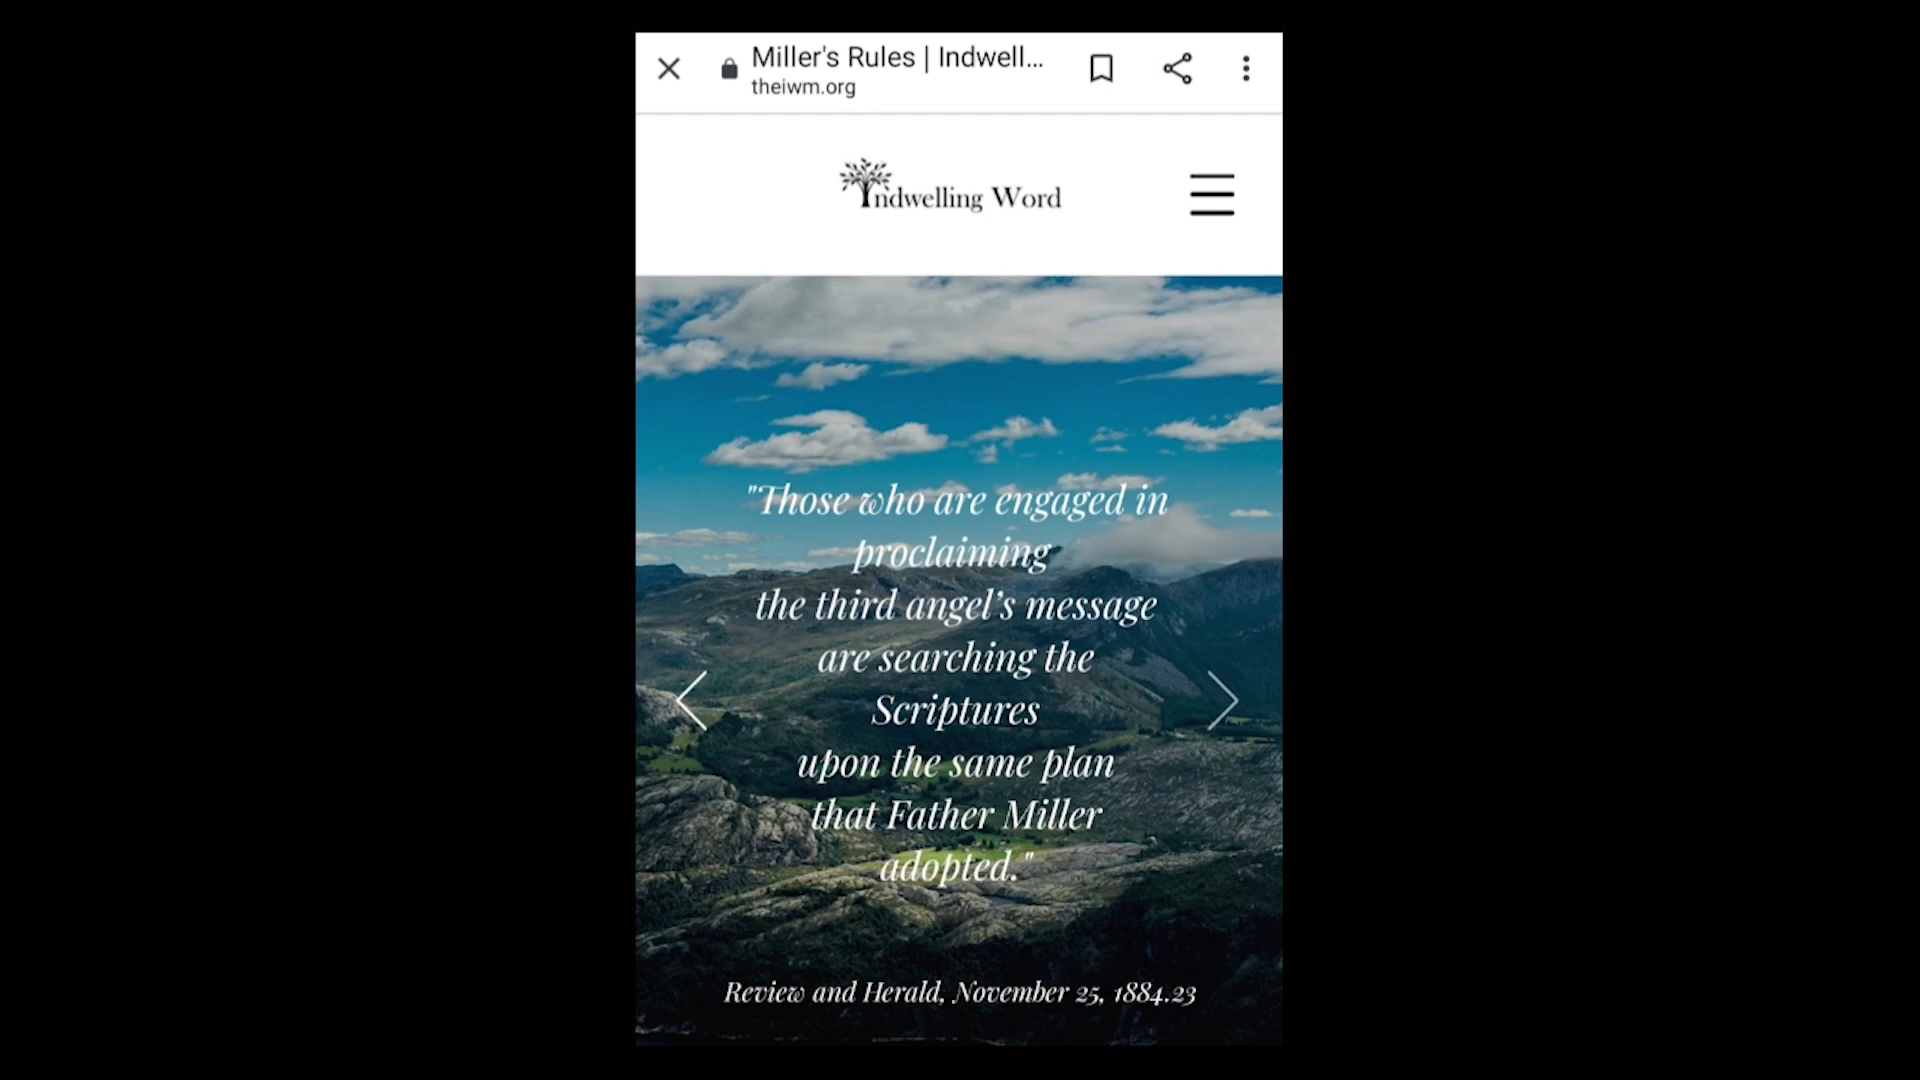 Miller's Rules | Indwell...
theiwm.org
Indwelling Word
"Those who are engaged in
proclaiming
the third angel’s message
are searching the
Scriptures
upon the same plan
that Father Miller
adopted."
Review and Herald, November 25, 1884.23